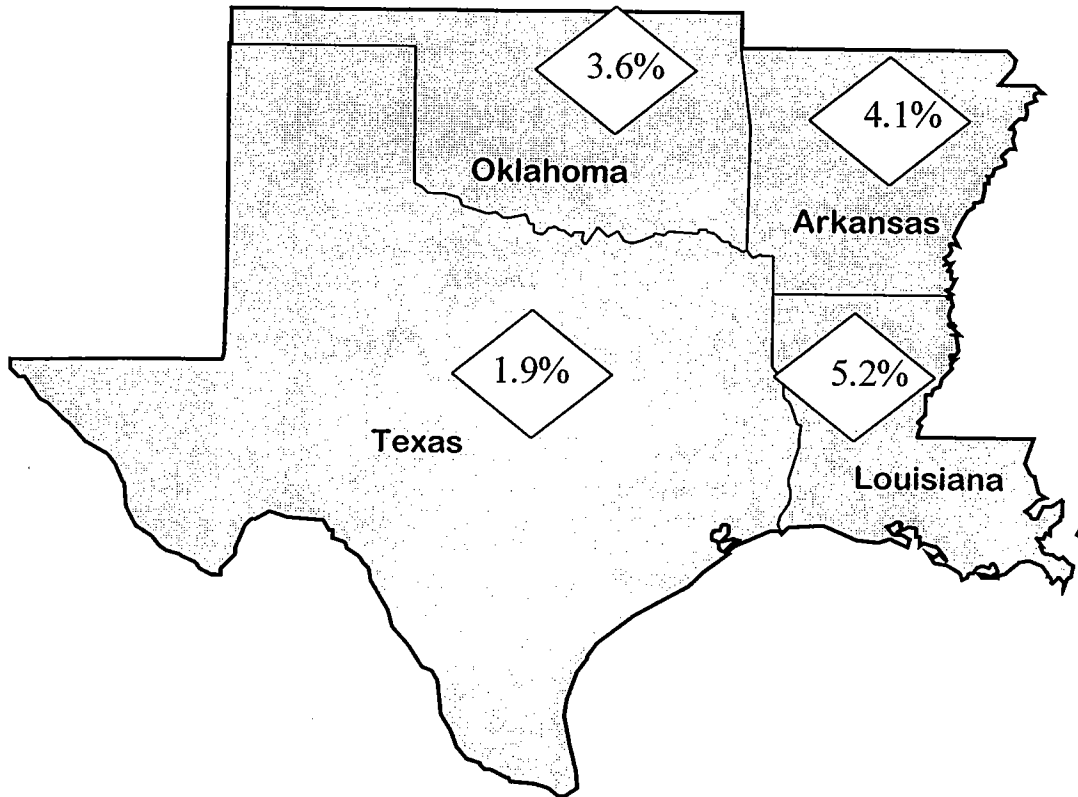 3.6%
4.1%
Oklahoma
Arkansas
1.9%
5.2%
Texas
Louisiana